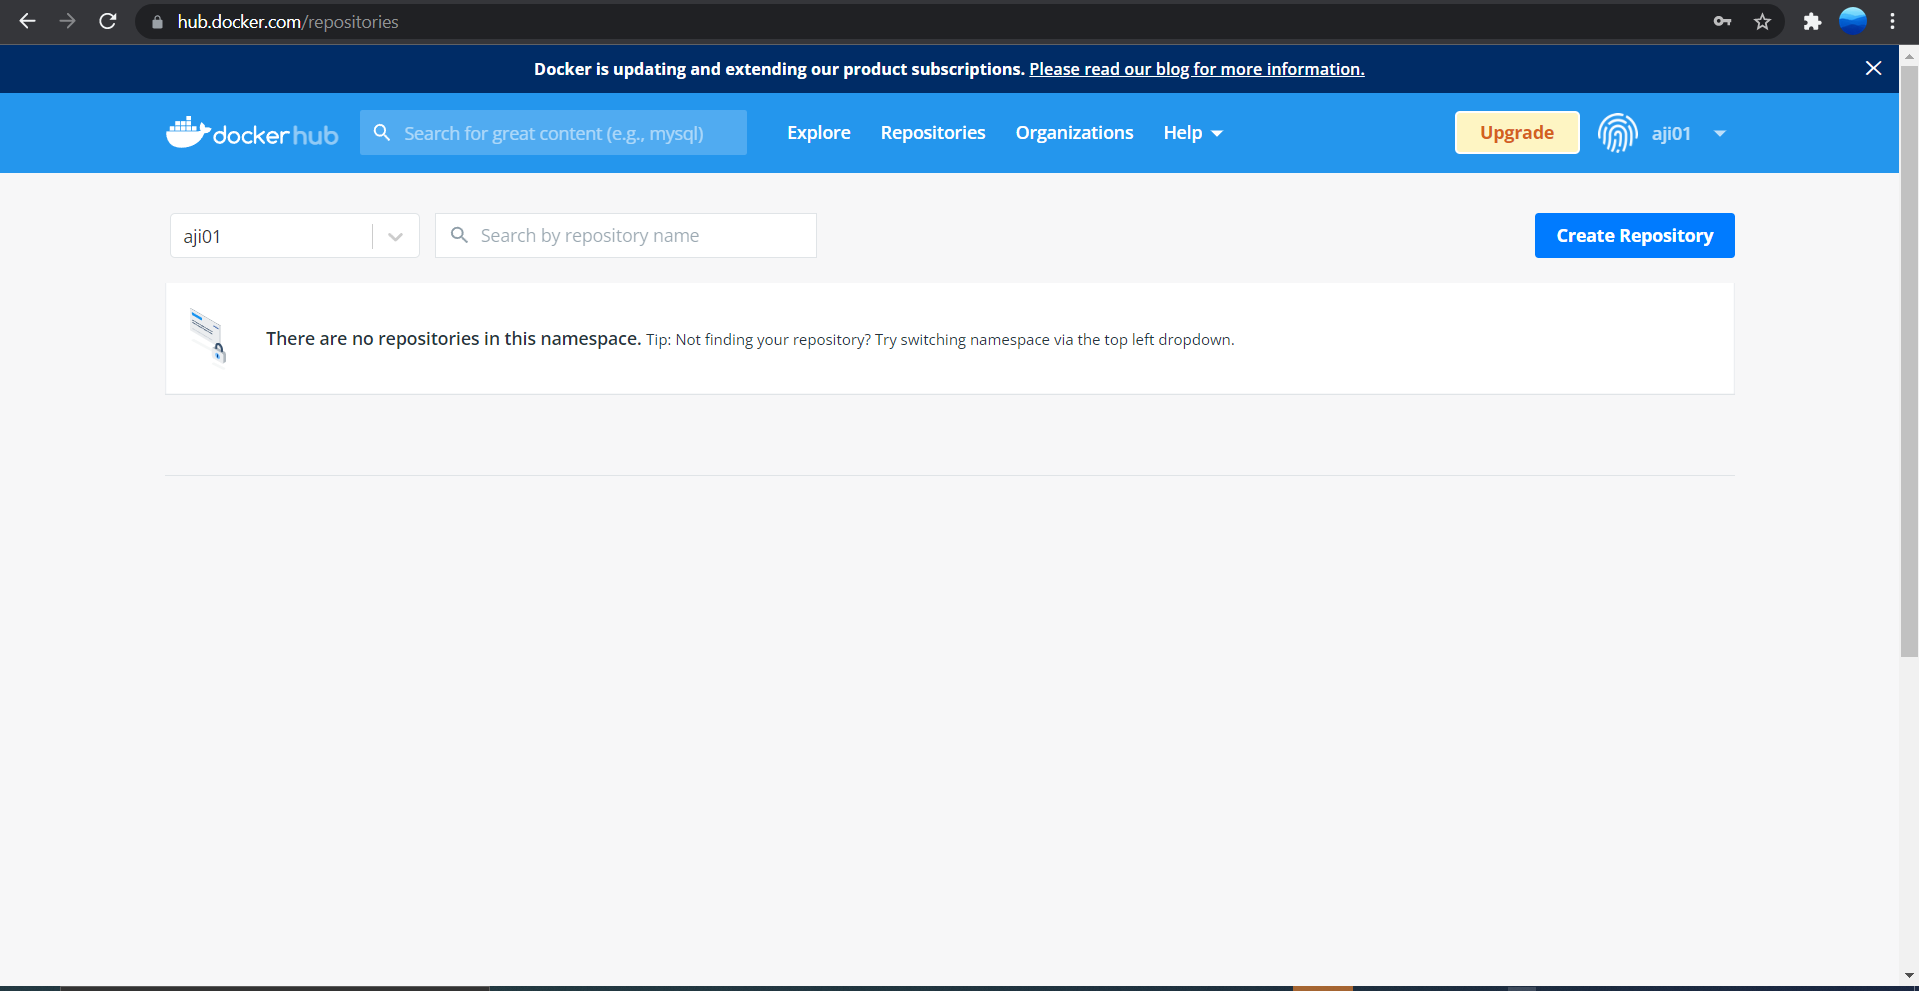 hub.docker.com/repositories
Docker is updating and extending our product subscriptions. Please read our blog for more information.
dockerhub
Search for great content (e.g., mysql)
Explore
Repositories
Organizations
Help
Upgrade
aji01
aji01
Search by repository name
Create Repository
There are no repositories in this namespace. Tip: Not finding your repository? Try switching namespace via the top left dropdown.